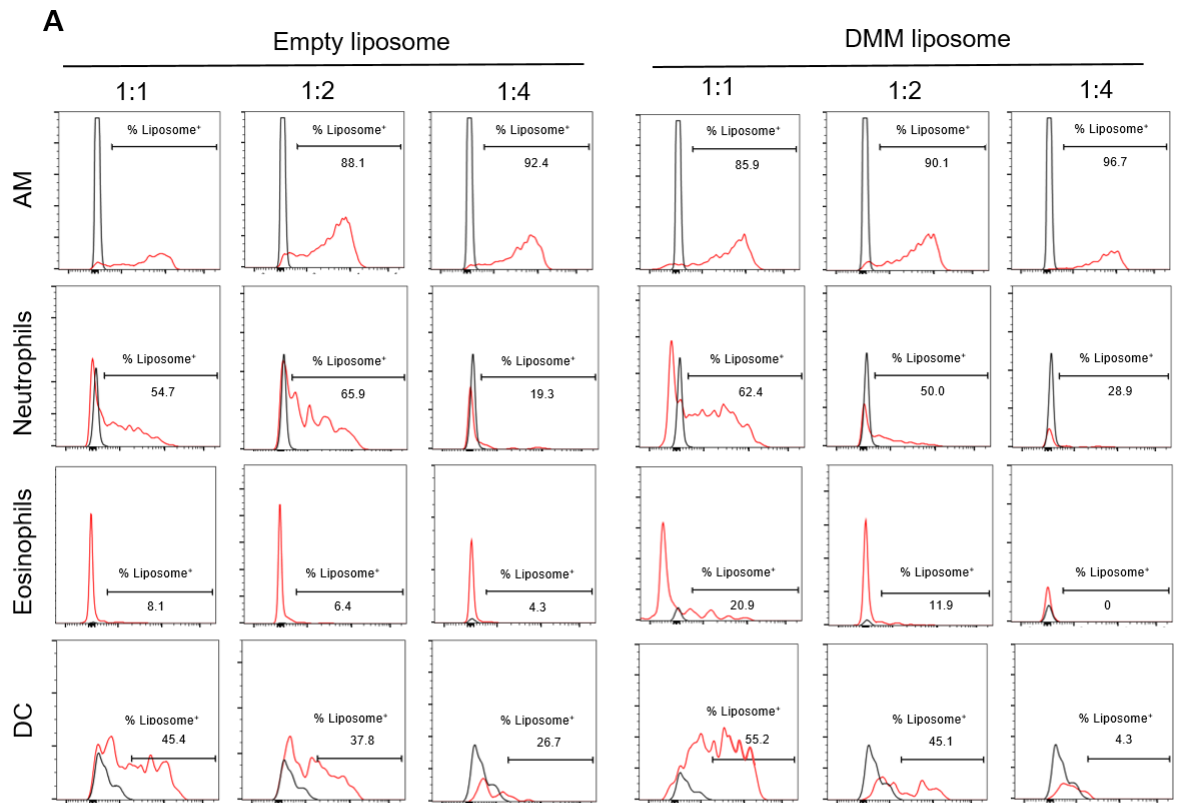 A
Empty liposome DMM liposome
1:1 1:2 1:4 1:1 1:2 1:4
AM
% Liposome⁺ % Liposome⁺ % Liposome⁺ % Liposome⁺ % Liposome⁺ % Liposome⁺
88.1 92.4 85.9 90.1 96.7
Neutrophils
% Liposome⁺ % Liposome⁺ % Liposome⁺ % Liposome⁺ % Liposome⁺ % Liposome⁺
54.7 65.9 19.3 62.4 50.0 28.9
Eosinophils
% Liposome⁺ % Liposome⁺ % Liposome⁺ % Liposome⁺ % Liposome⁺ % Liposome⁺
8.1 6.4 4.3 20.9 11.9 0
DC
% Liposome⁺ % Liposome⁺ % Liposome⁺ % Liposome⁺ % Liposome⁺ % Liposome⁺
45.4 37.8 26.7 55.2 45.1 4.3